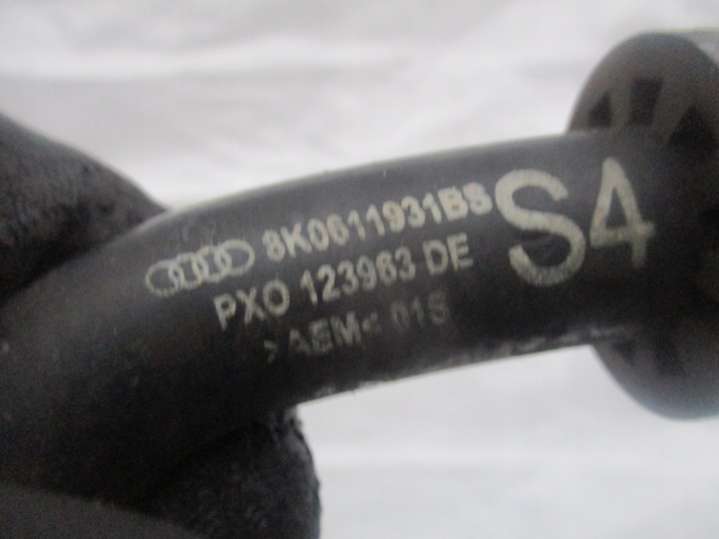 8K0611931BS S4
PXO 123963 DE
>AEM< 01S